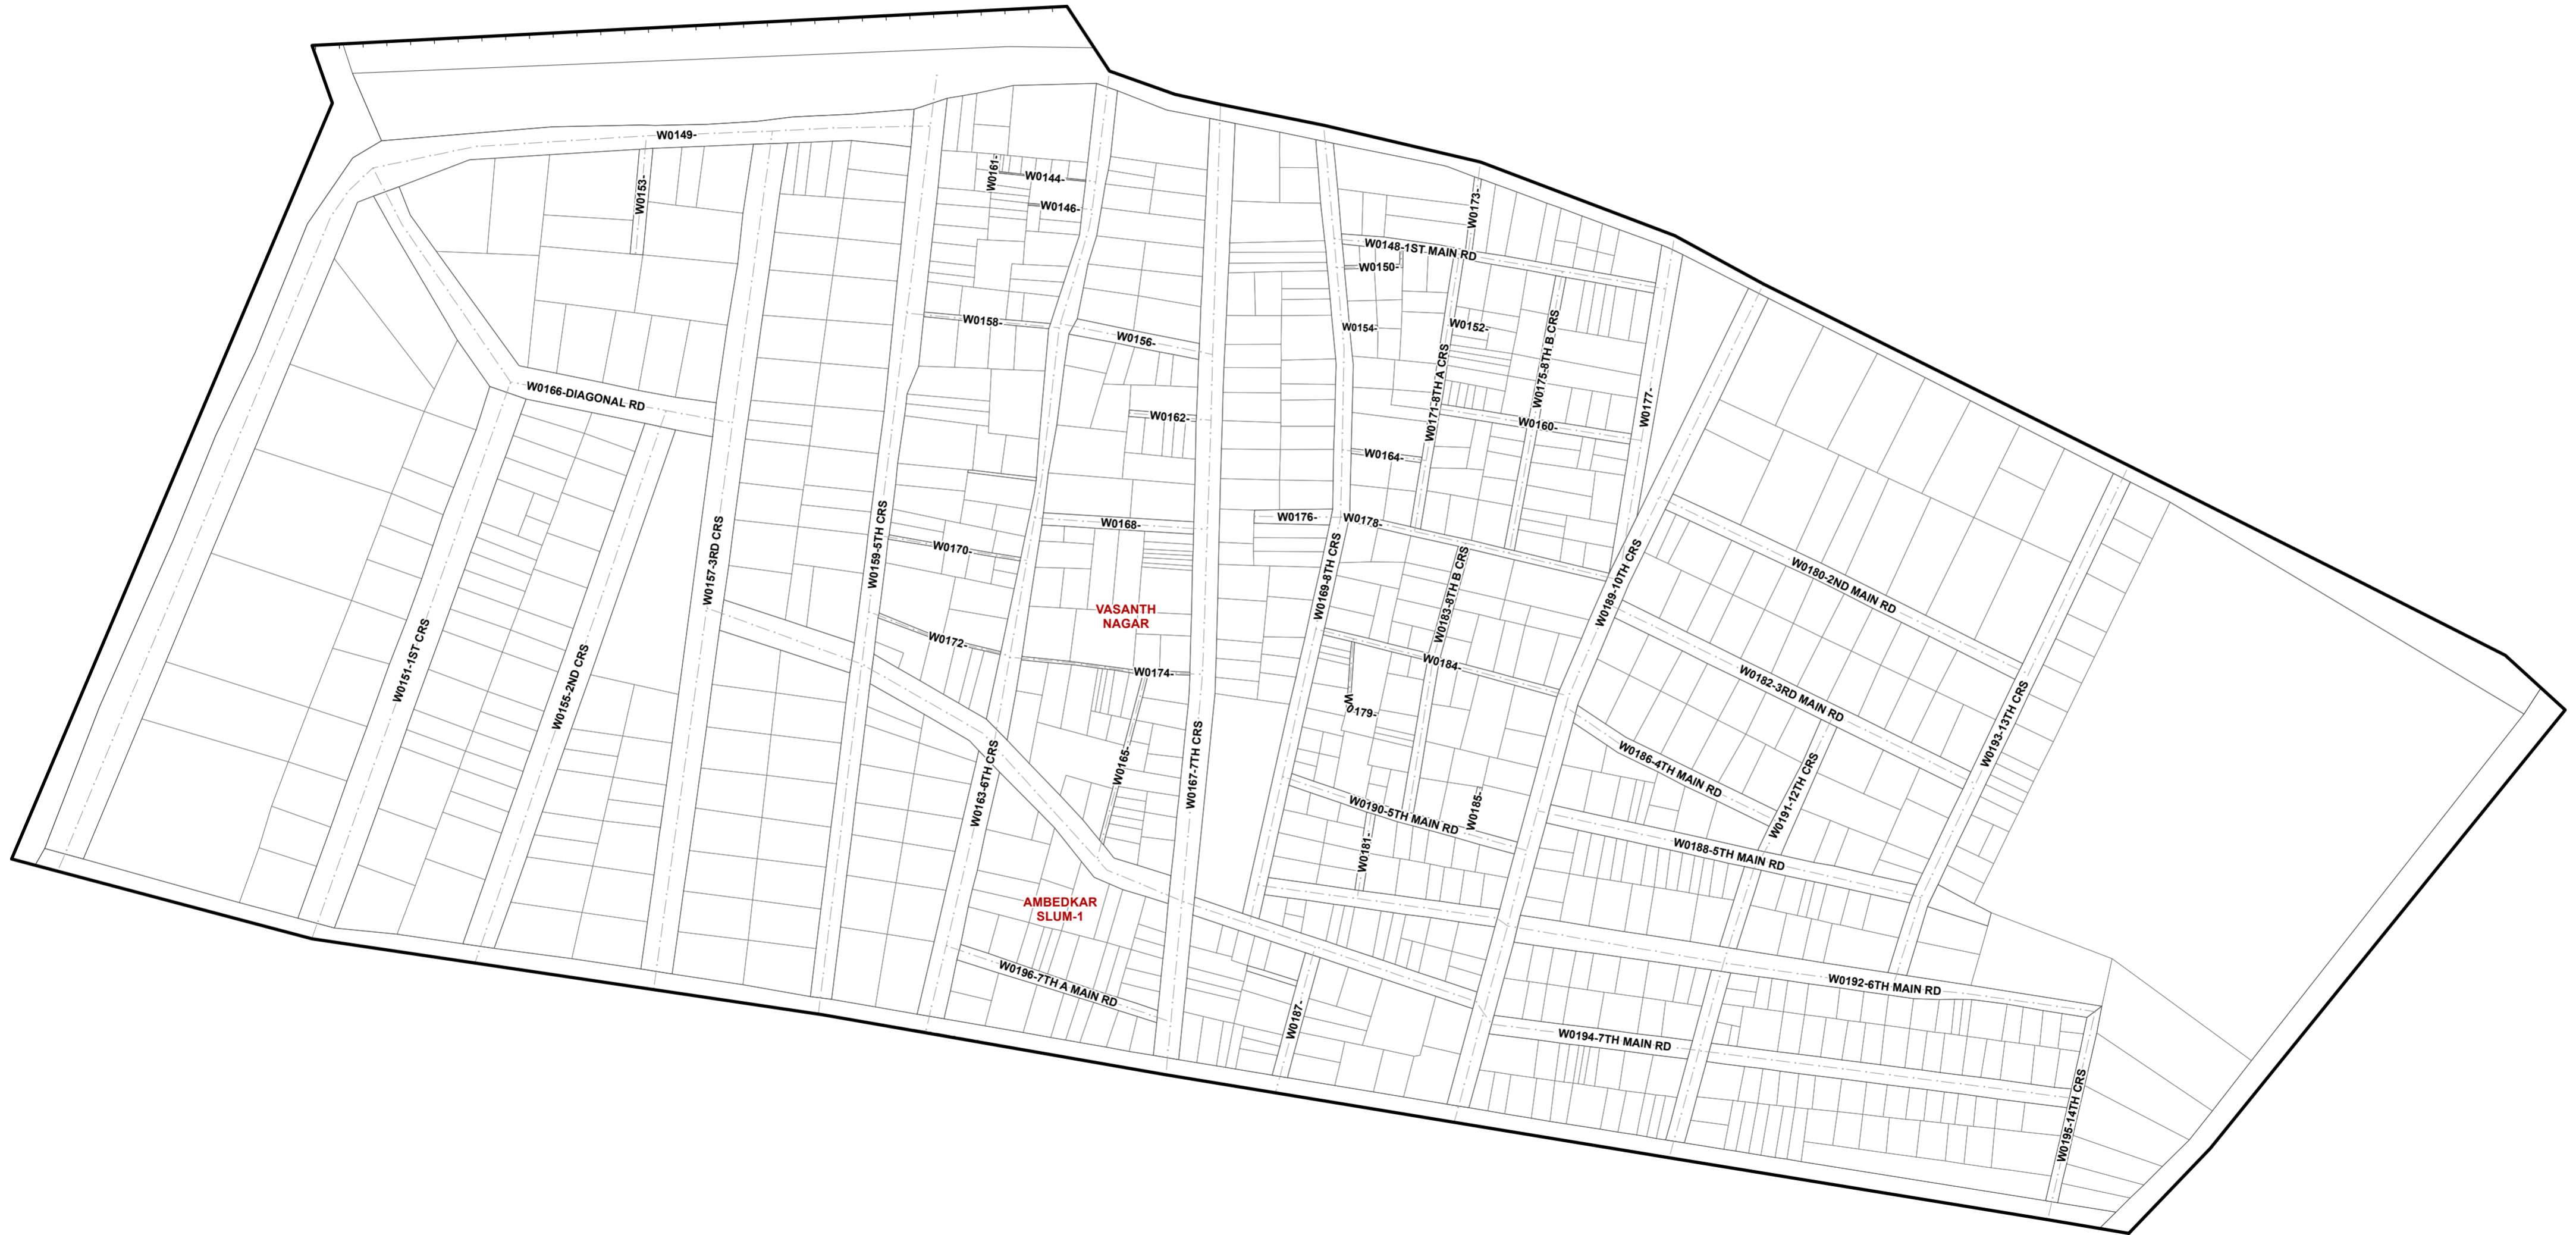 W0149-
W0153-
W0161-
W0144-
W0146-
W0173-
W0148-1ST MAIN RD
W0150-
W0158-
W0156-
W0154-
W0152-
W0175-8TH B CRS
W0171-8TH A CRS
W0177-
W0166-DIAGONAL RD
W0162-
W0160-
W0164-
W0168-
W0176-
W0178-
W0170-
W0157-3RD CRS
W0159-5TH CRS
W0169-8TH CRS
W0183-8TH B CRS
W0189-10TH CRS
W0180-2ND MAIN RD
VASANTH
NAGAR
W0172-
W0174-
W0184-
W0151-1ST CRS
W0155-2ND CRS
W0179-
W0182-3RD MAIN RD
W0193-13TH CRS
W0165-
W0163-6TH CRS
W0167-7TH CRS
W0186-4TH MAIN RD
W0191-12TH CRS
W0185-
W0190-5TH MAIN RD
W0181-
W0188-5TH MAIN RD
AMBEDKAR
SLUM-1
W0196-7TH A MAIN RD
W0187-
W0192-6TH MAIN RD
W0194-7TH MAIN RD
W0195-14TH CRS